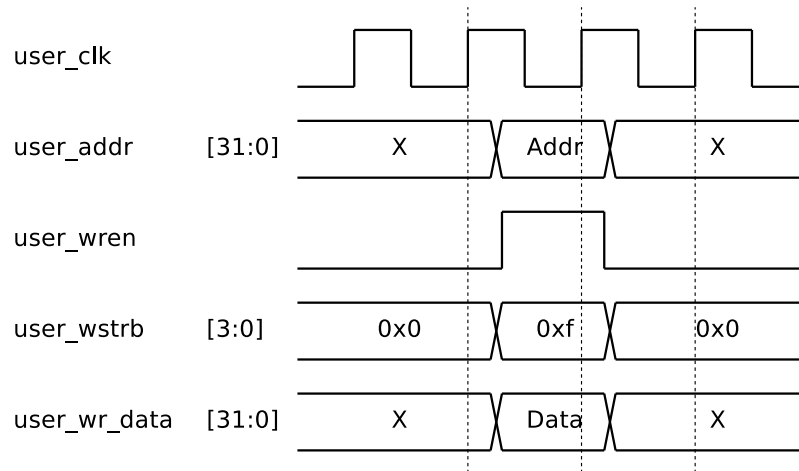 user_clk
user_addr [31:0] X Addr X
user_wren
user_wstrb [3:0] 0x0 0xf 0x0
user_wr_data [31:0] X Data X